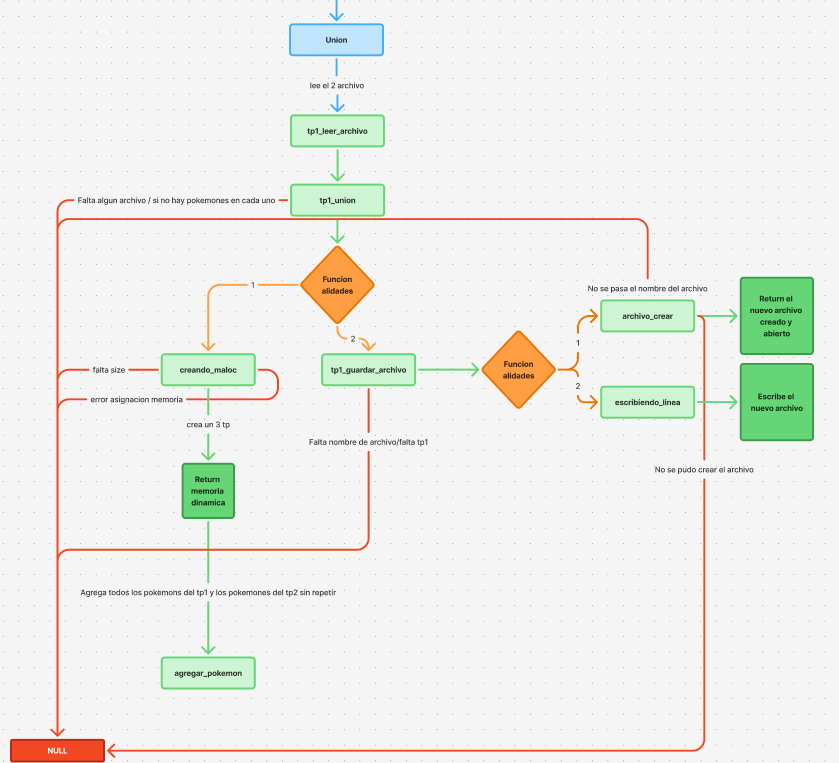 Union
lee el 2 archivo
tp1_leer_archivo
Falta algun archivo / si no hay pokemones en cada uno
tp1_union
Funcion
alidades
1
2
No se pasa el nombre del archivo
archivo_crear
Return el
nuevo archivo
creado y
abierto
1
falta size
creando_maloc
tp1_guardar_archivo
Funcion
alidades
2
error asignacion memoria
escribiendo_linea
Escribe el
nuevo archivo
crea un 3 tp
Falta nombre de archivo/falta tp1
No se pudo crear el archivo
Return
memoria
dinamica
Agrega todos los pokemons del tp1 y los pokemones del tp2 sin repetir
agregar_pokemon
NULL